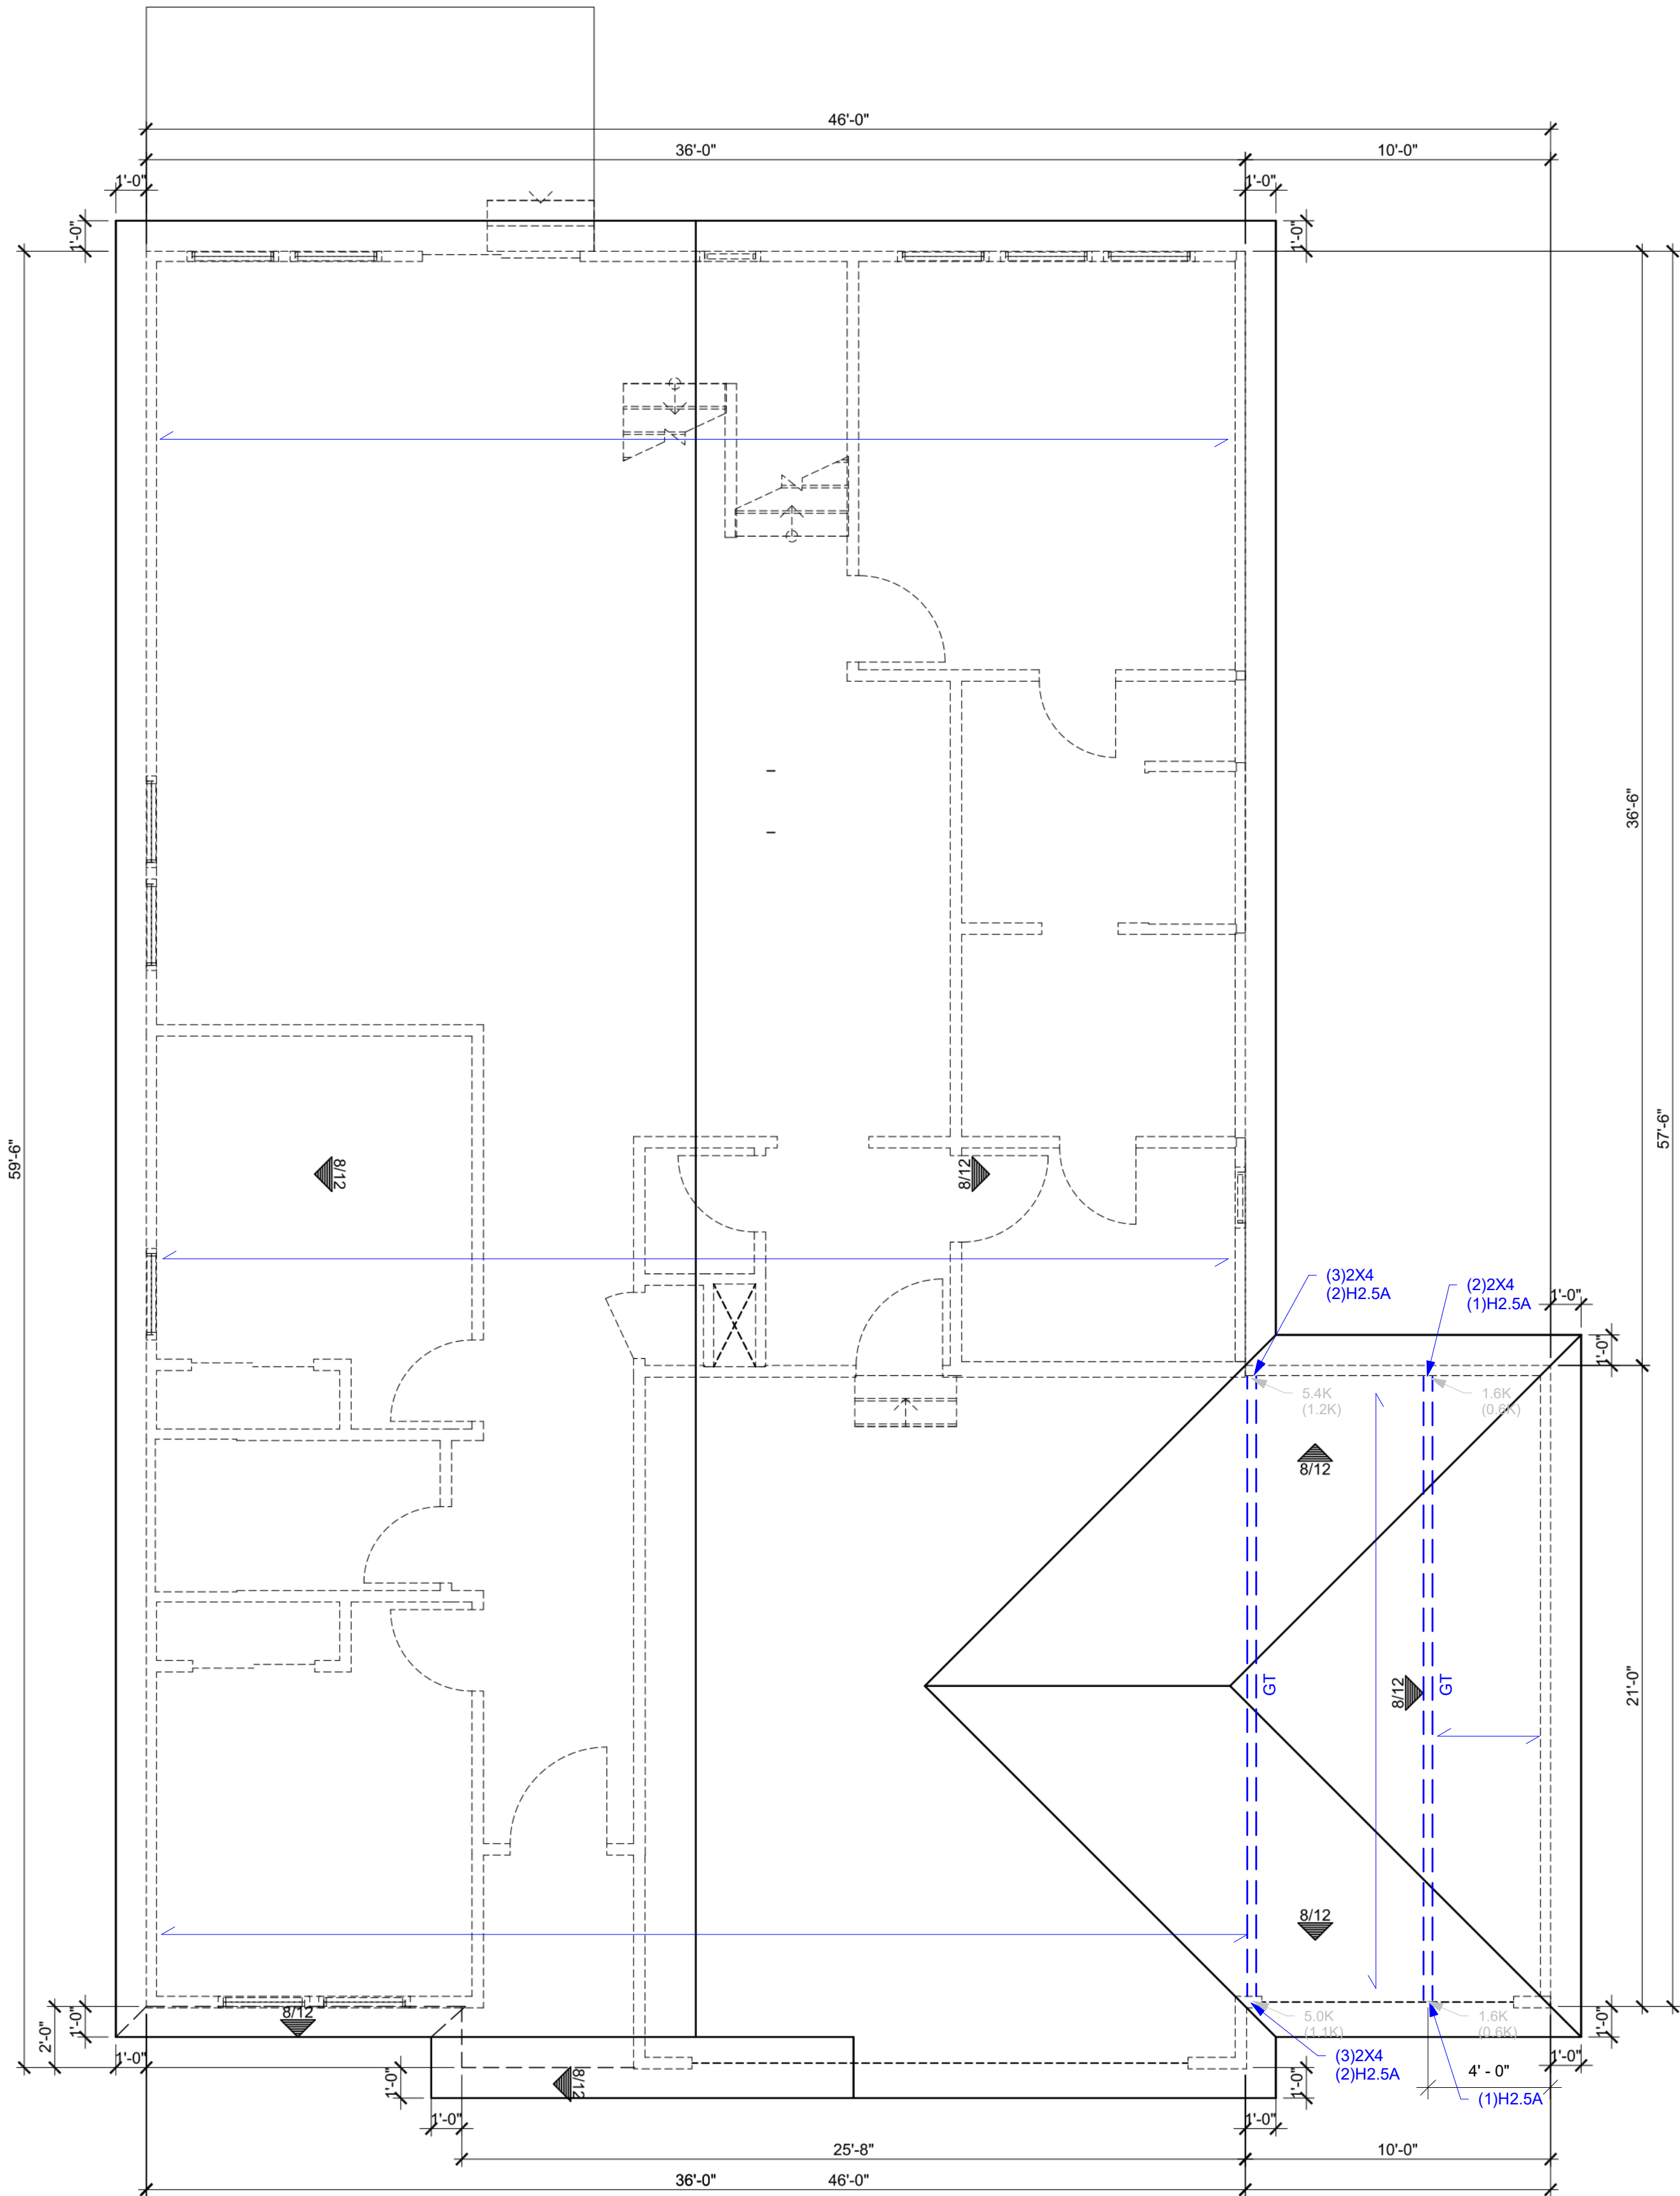 46'-0"
36'-0"
10'-0"
1'-0"
1'-0"
1'-0"
1'-0"
36'-6"
59'-6"
57'-6"
8/12
8/12
(3)2X4
(2)H2.5A
(2)2X4
(1)H2.5A
1'-0"
1'-0"
5.4K
(1.2K)
1.6K
(0.6K)
8/12
GT
8/12
GT
21'-0"
8/12
8/12
2'-0"
1'-0"
5.0K
(1.1K)
1.6K
(0.6K)
1'-0"
(3)2X4
(2)H2.5A
1'-0"
1'-0"
8/12
1'-0"
4' - 0"
1'-0"
(1)H2.5A
1'-0"
1'-0"
25'-8"
10'-0"
36'-0"
46'-0"